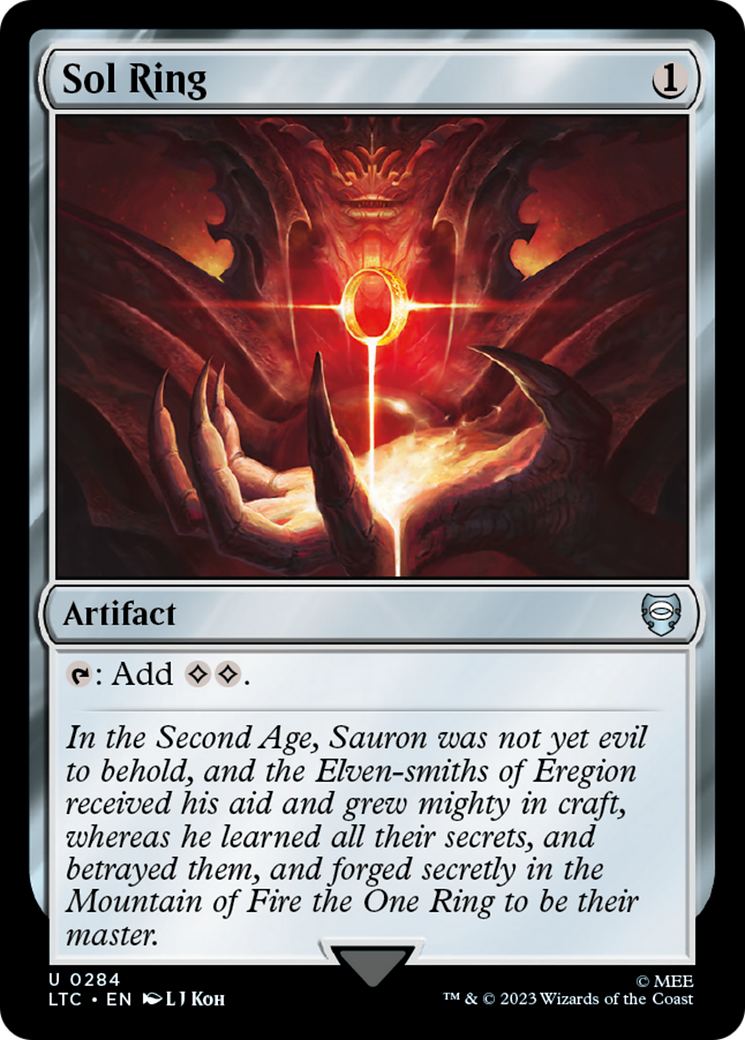 Sol Ring 1
Artifact
: Add .
In the Second Age, Sauron was not yet evil
to behold, and the Elven-smiths of Eregion
received his aid and grew mighty in craft,
whereas he learned all their secrets, and
betrayed them, and forged secretly in the
Mountain of Fire the One Ring to be their
master.
U 0284
LTC • EN LJ Koh
© MEE
™ & © 2023 Wizards of the Coast